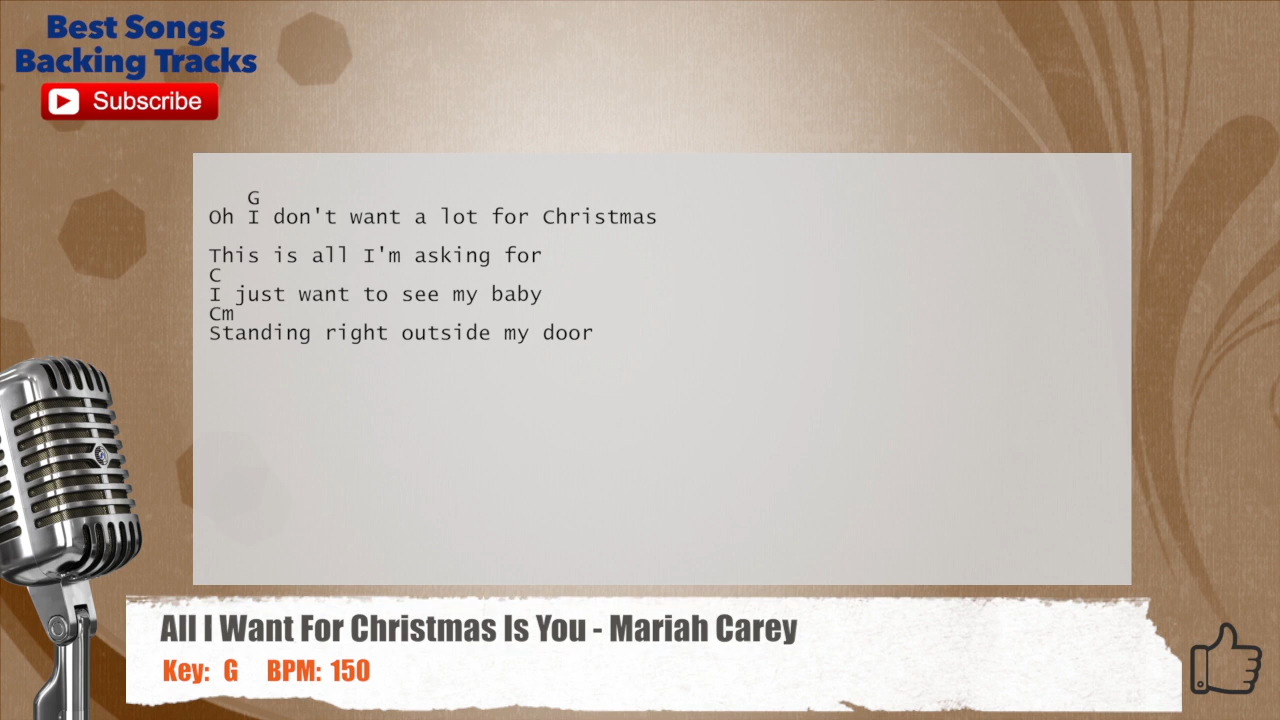 Best Songs
Backing Tracks
Subscribe
G
Oh I don't want a lot for Christmas
This is all I'm asking for
C
I just want to see my baby
Cm
Standing right outside my door
All I Want For Christmas Is You - Mariah Carey
Key: G BPM: 150